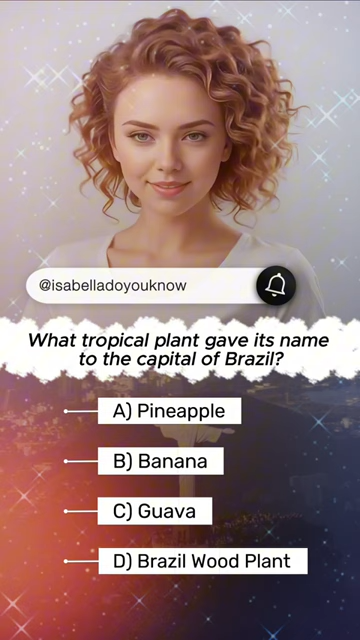 @isabelladoyouknow
What tropical plant gave its name
to the capital of Brazil?
A) Pineapple
B) Banana
C) Guava
D) Brazil Wood Plant